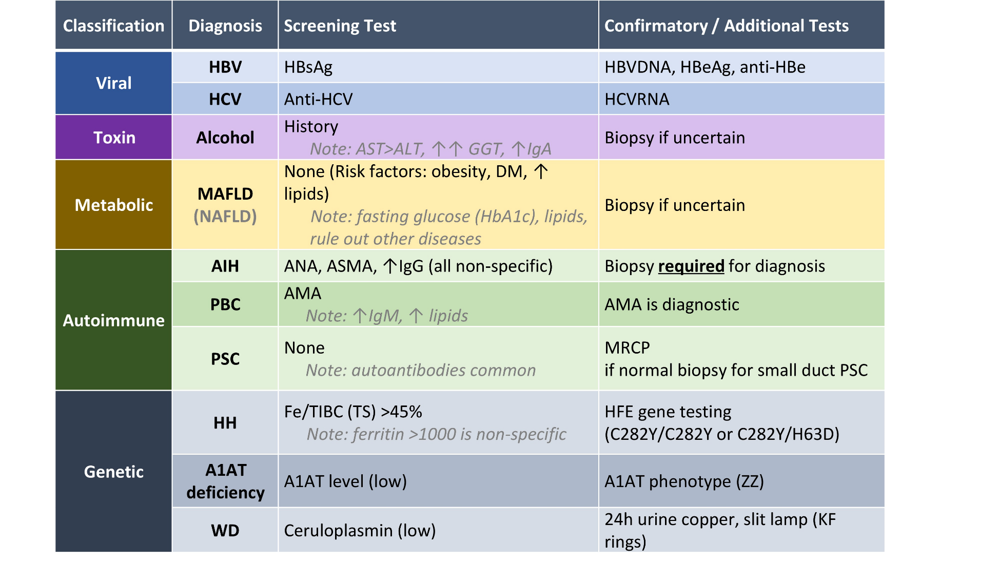 Classification Diagnosis Screening Test Confirmatory / Additional Tests
Viral
HBV HBsAg HBVDNA, HBeAg, anti-HBe
HCV Anti-HCV HCVRNA
Toxin Alcohol
History
Note: AST>ALT, ↑↑ GGT, ↑IgA
Biopsy if uncertain
Metabolic
MAFLD
(NAFLD)
None (Risk factors: obesity, DM, ↑
lipids)
Note: fasting glucose (HbA1c), lipids,
rule out other diseases
Biopsy if uncertain
Autoimmune
AIH ANA, ASMA, ↑IgG (all non-specific) Biopsy required for diagnosis
PBC
AMA
Note: ↑IgM, ↑ lipids
AMA is diagnostic
PSC
None
Note: autoantibodies common
MRCP
if normal biopsy for small duct PSC
Genetic
HH
Fe/TIBC (TS) >45%
Note: ferritin >1000 is non-specific
HFE gene testing
(C282Y/C282Y or C282Y/H63D)
A1AT
deficiency
A1AT level (low)
A1AT phenotype (ZZ)
WD
Ceruloplasmin (low)
24h urine copper, slit lamp (KF
rings)